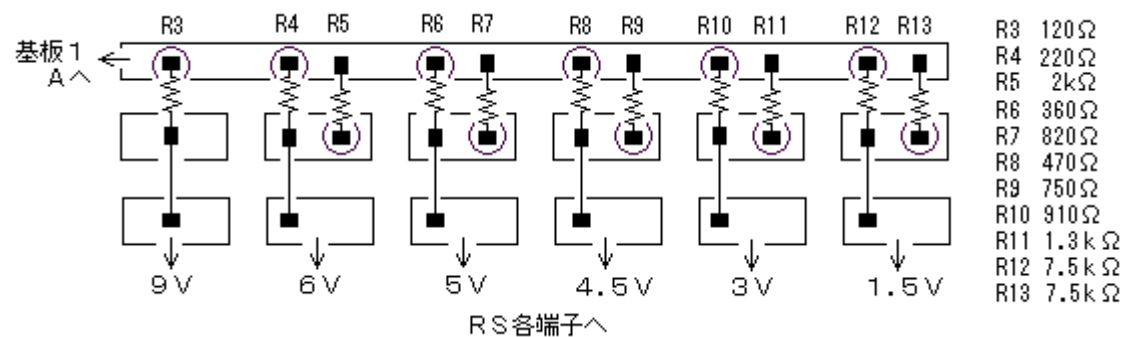 R3 R4 R5 R6 R7 R8 R9 R10 R11 R12 R13
基板1
Aへ
9V 6V 5V 4.5V 3V 1.5V
RS各端子へ
R3 120Ω
R4 220Ω
R5 2kΩ
R6 360Ω
R7 820Ω
R8 470Ω
R9 750Ω
R10 910Ω
R11 1.3kΩ
R12 7.5kΩ
R13 7.5kΩ